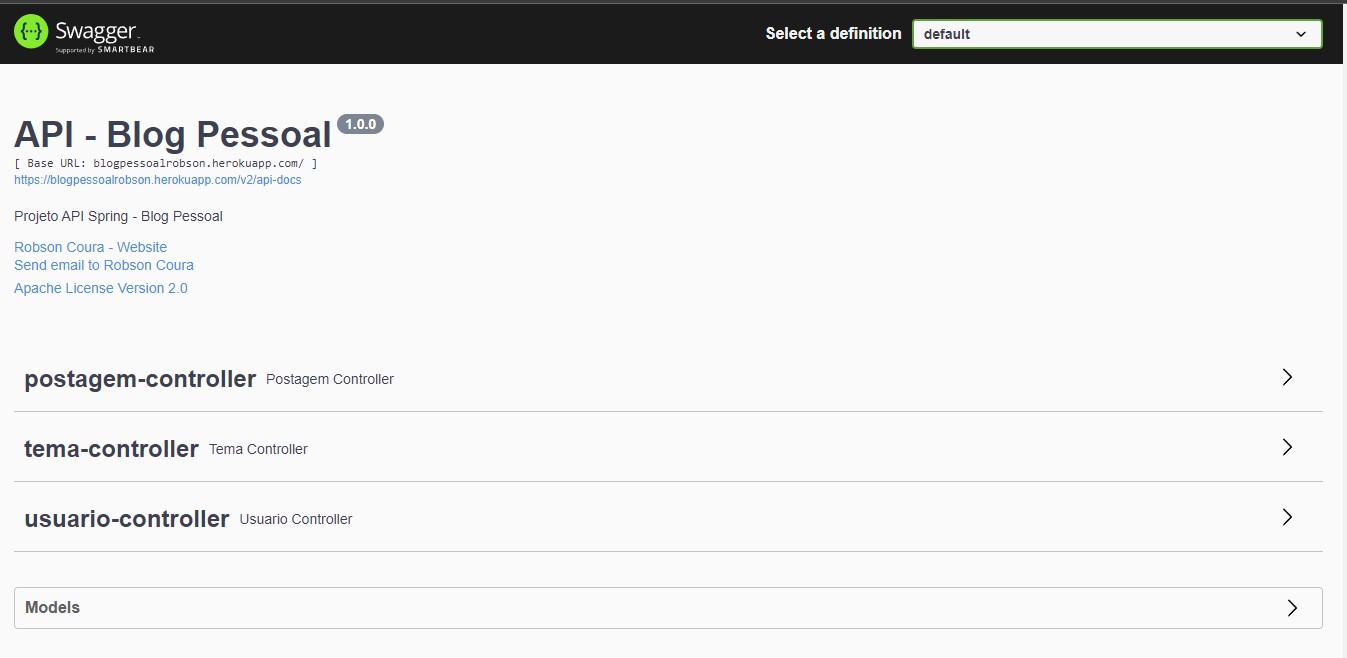 {···} Swagger.
Supported by SMARTBEAR
Select a definition
default
API - Blog Pessoal 1.0.0
[ Base URL: blogpessoalrobson.herokuapp.com/ ]
https://blogpessoalrobson.herokuapp.com/v2/api-docs
Projeto API Spring - Blog Pessoal
Robson Coura - Website
Send email to Robson Coura
Apache License Version 2.0
postagem-controller Postagem Controller
tema-controller Tema Controller
usuario-controller Usuario Controller
Models